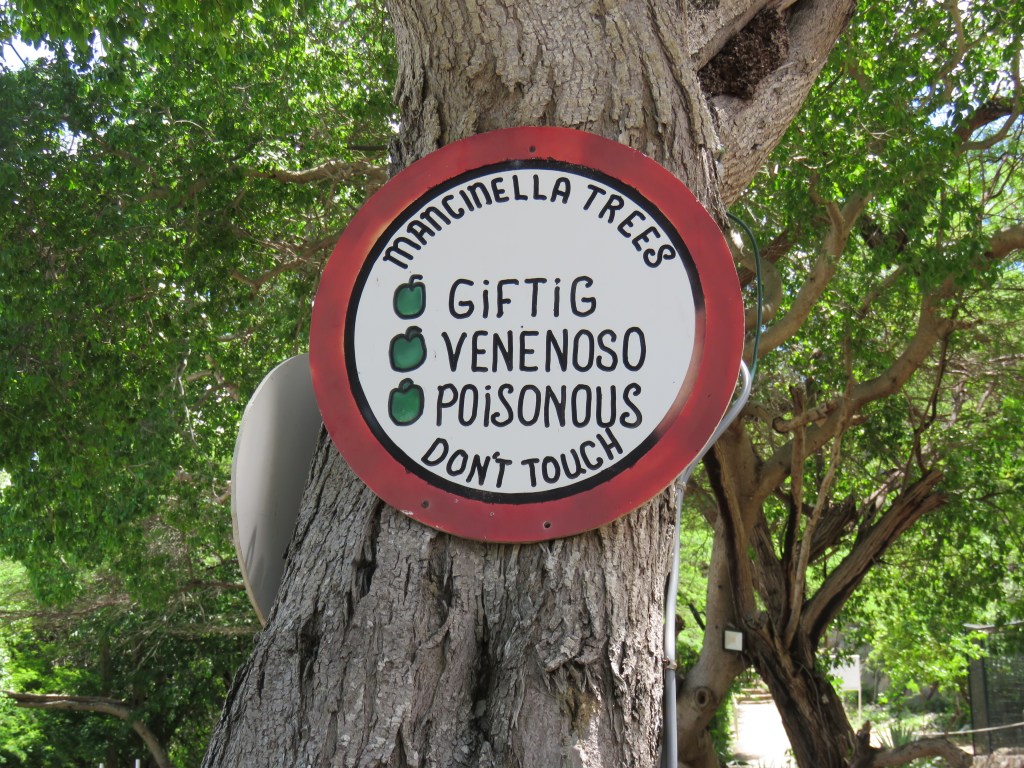 MANCINELLA TREES
GiFTiG
VENENOSO
POiSONOUS
DON'T TOUCH